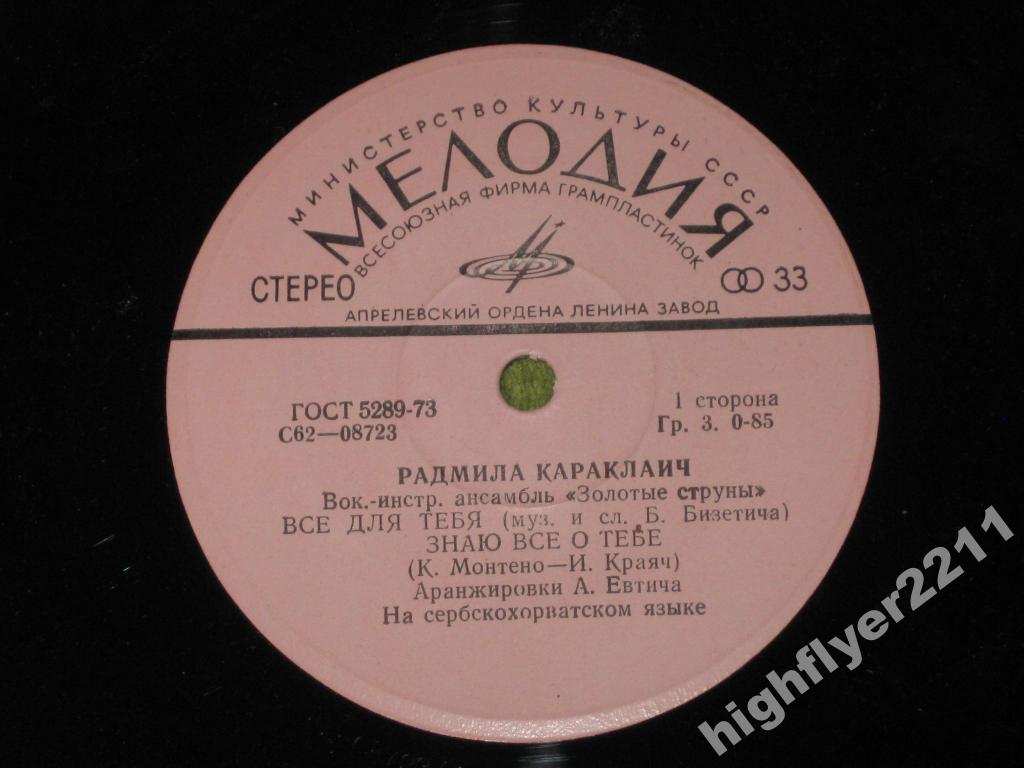 МИНИСТЕРСТВО КУЛЬТУРЫ СССР
МЕЛОДИЯ
ВСЕСОЮЗНАЯ ФИРМА ГРАМПЛАСТИНОК
СТЕРЕО
33
АПРЕЛЕВСКИЙ ОРДЕНА ЛЕНИНА ЗАВОД
ГОСТ 5289-73
1 сторона
С62—08723
Гр. 3. 0-85
РАДМИЛА КАРАКЛАИЧ
Вок.-инстр. ансамбль «Золотые струны»
ВСЕ ДЛЯ ТЕБЯ (муз. и сл. Б. Бизетича)
ЗНАЮ ВСЕ О ТЕБЕ
(К. Монтено—И. Краяч)
Аранжировки А. Евтича
На сербскохорватском языке
highflyer2211